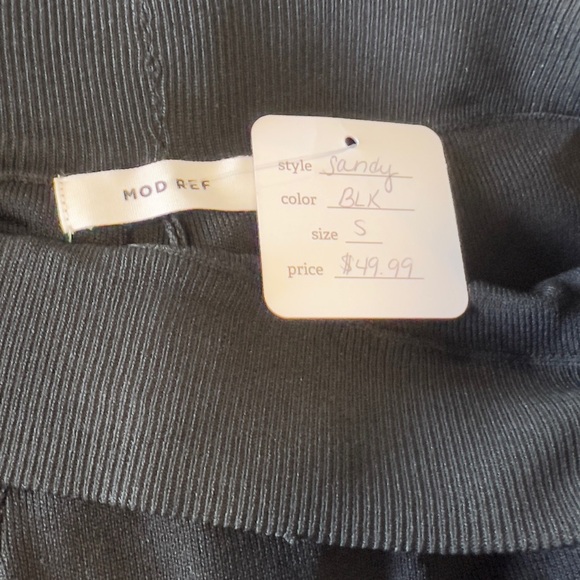 MOD REF
style Sandy
color BLK
size S
price $49.99